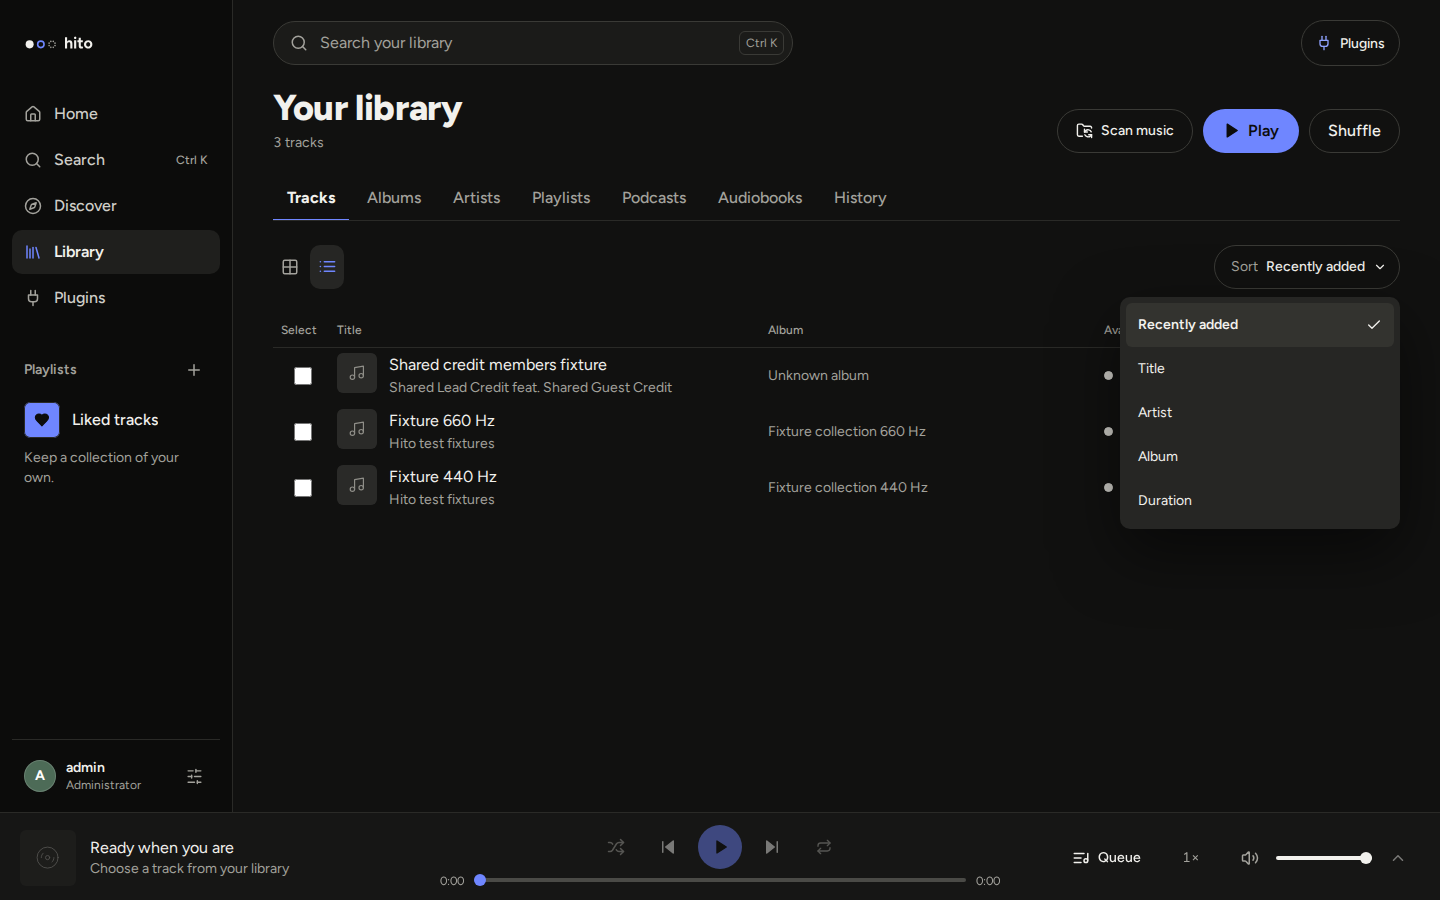 hito
Search your library
Ctrl K
Plugins
Home
Search
Ctrl K
Discover
Library
Plugins
Playlists
Liked tracks
Keep a collection of your
own.
admin
Administrator
A
Your library
3 tracks
Scan music
Play
Shuffle
Tracks
Albums
Artists
Playlists
Podcasts
Audiobooks
History
Sort Recently added
Select
Title
Album
Recently added
Title
Artist
Album
Duration
Shared credit members fixture
Shared Lead Credit feat. Shared Guest Credit
Unknown album
Fixture 660 Hz
Hito test fixtures
Fixture collection 660 Hz
Fixture 440 Hz
Hito test fixtures
Fixture collection 440 Hz
Ready when you are
Choose a track from your library
0:00
0:00
Queue
1×